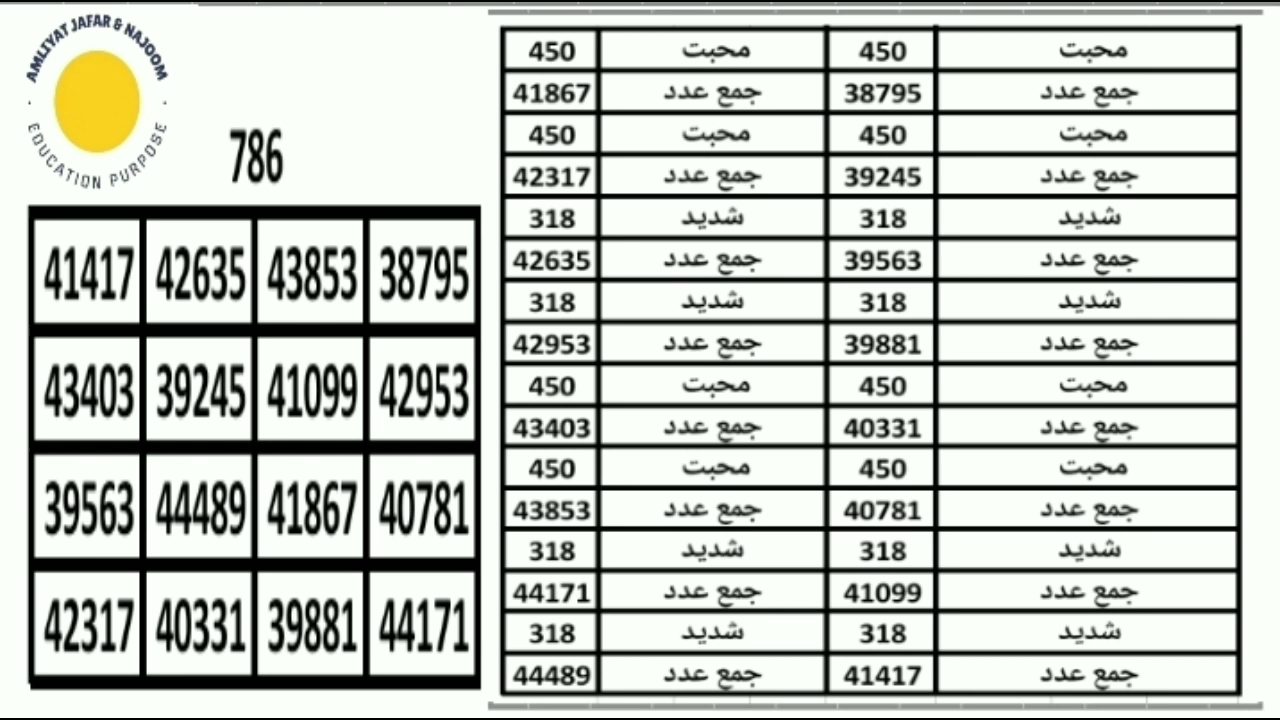 AMLIYAT JAFAR & NAJOOM
EDUCATION PURPOSE
786
41417 42635 43853 38795
43403 39245 41099 42953
39563 44489 41867 40781
42317 40331 39881 44171
450 محبت 450 محبت
41867 جمع عدد 38795 جمع عدد
450 محبت 450 محبت
42317 جمع عدد 39245 جمع عدد
318 شدید 318 شدید
42635 جمع عدد 39563 جمع عدد
318 شدید 318 شدید
42953 جمع عدد 39881 جمع عدد
450 محبت 450 محبت
43403 جمع عدد 40331 جمع عدد
450 محبت 450 محبت
43853 جمع عدد 40781 جمع عدد
318 شدید 318 شدید
44171 جمع عدد 41099 جمع عدد
318 شدید 318 شدید
44489 جمع عدد 41417 جمع عدد